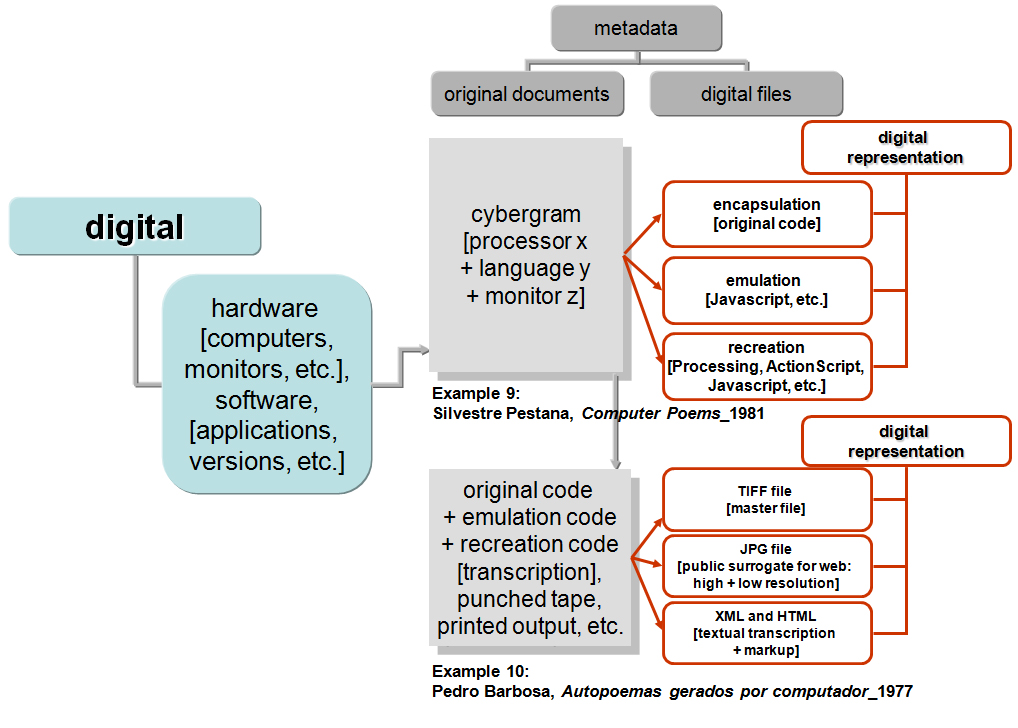 metadata
original documents
digital files
digital
hardware
[computers,
monitors, etc.],
software,
[applications,
versions, etc.]
cybergram
[processor x
+ language y
+ monitor z]
digital
representation
encapsulation
[original code]
emulation
[Javascript, etc.]
recreation
[Processing, ActionScript,
Javascript, etc.]
Example 9:
Silvestre Pestana, Computer Poems_1981
original code
+ emulation code
+ recreation code
[transcription],
punched tape,
printed output, etc.
digital
representation
TIFF file
[master file]
JPG file
[public surrogate for web:
high + low resolution]
XML and HTML
[textual transcription
+ markup]
Example 10:
Pedro Barbosa, Autopoemas gerados por computador_1977